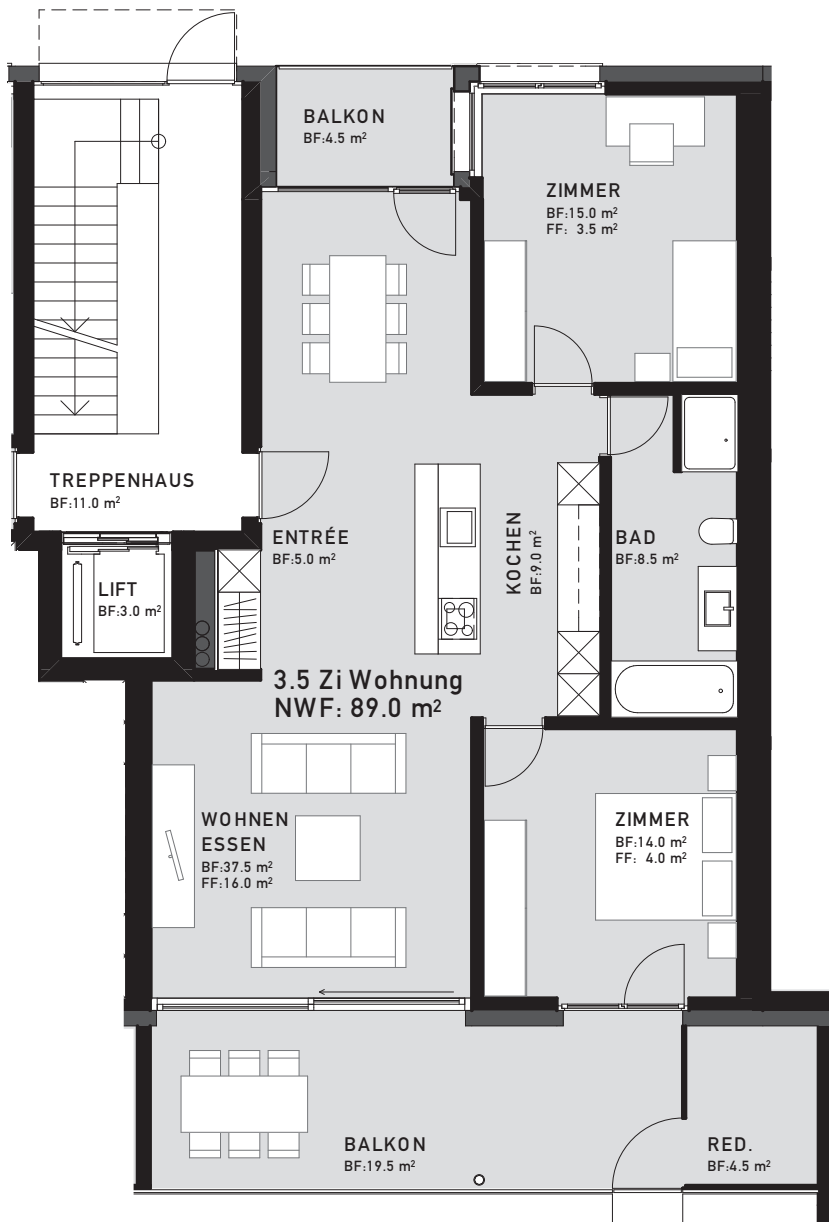 BALKON
BF:4.5 m²
ZIMMER
BF:15.0 m²
FF: 3.5 m²
TREPPENHAUS
BF:11.0 m²
ENTRÉE
BF:5.0 m²
KOCHEN
BF:9.0 m²
BAD
BF:8.5 m²
LIFT
BF:3.0 m²
3.5 Zi Wohnung
NWF: 89.0 m²
WOHNEN
ESSEN
BF:37.5 m²
FF:16.0 m²
ZIMMER
BF:14.0 m²
FF: 4.0 m²
BALKON
BF:19.5 m²
RED.
BF:4.5 m²